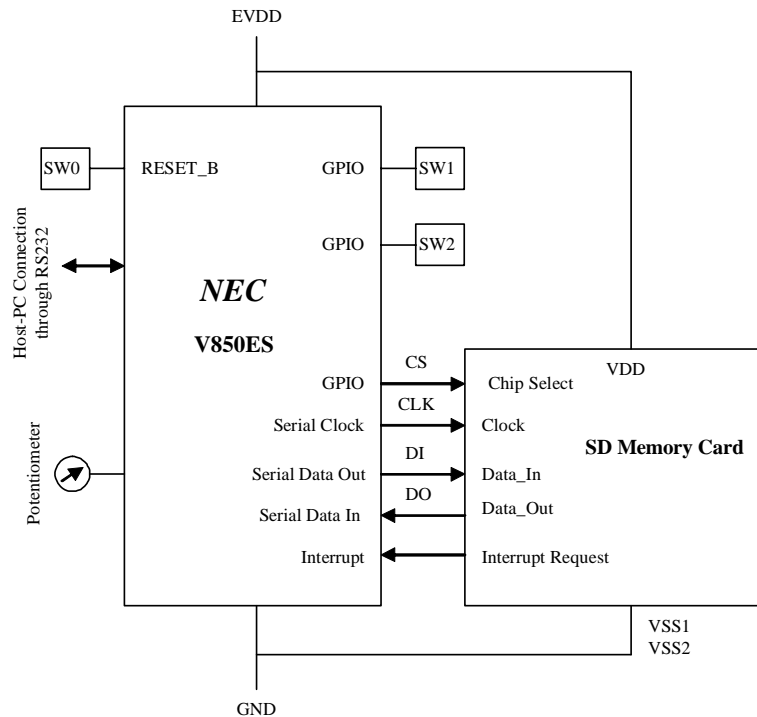 EVDD
SW0
RESET_B
GPIO
SW1
GPIO
SW2
Host-PC Connection
through RS232
NEC
V850ES
GPIO
CS
Chip Select
VDD
Serial Clock
CLK
Clock
SD Memory Card
Potentiometer
Serial Data Out
DI
Data_In
Serial Data In
DO
Data_Out
Interrupt
Interrupt Request
VSS1
VSS2
GND